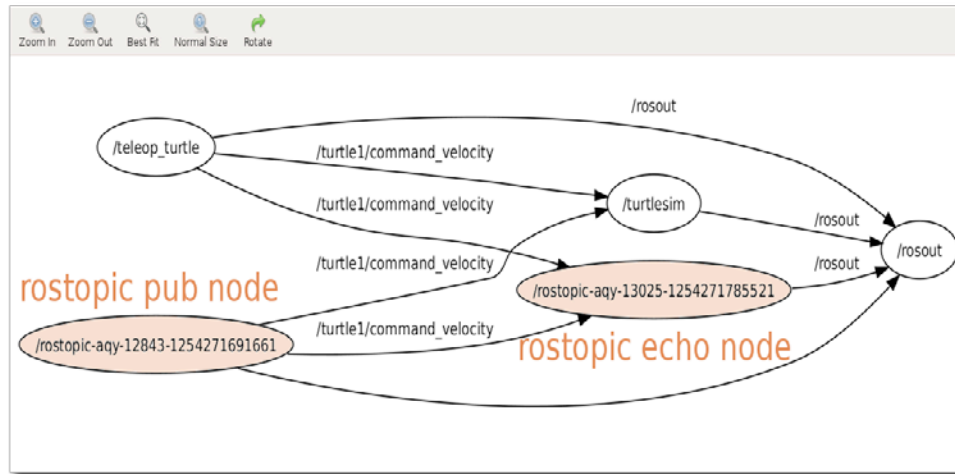 Zoom In Zoom Out Best Fit Normal Size Rotate
/rosout
/teleop_turtle
/turtle1/command_velocity
/turtle1/command_velocity
/turtlesim
/rosout
/rosout
/turtle1/command_velocity
/rosout
rostopic pub node
/rostopic-aqy-13025-1254271785521
/turtle1/command_velocity
/rostopic-aqy-12843-1254271691661
rostopic echo node